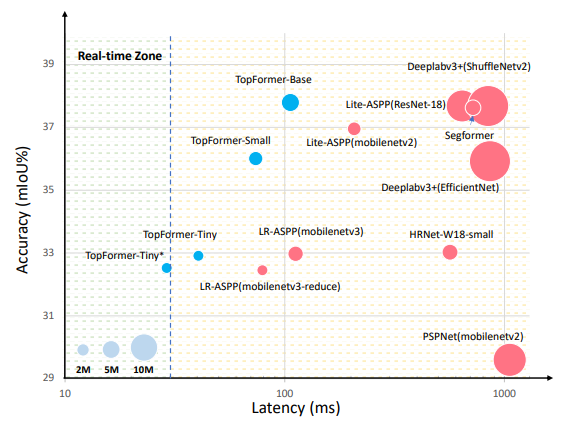 Real-time Zone
39
37
35
33
31
29
Accuracy (mIoU%)
Deeplabv3+(ShuffleNetv2)
TopFormer-Base
Lite-ASPP(ResNet-18)
TopFormer-Small
Lite-ASPP(mobilenetv2)
Segformer
Deeplabv3+(EfficientNet)
TopFormer-Tiny
LR-ASPP(mobilenetv3)
HRNet-W18-small
TopFormer-Tiny*
LR-ASPP(mobilenetv3-reduce)
PSPNet(mobilenetv2)
2M 5M 10M
10 100 1000
Latency (ms)